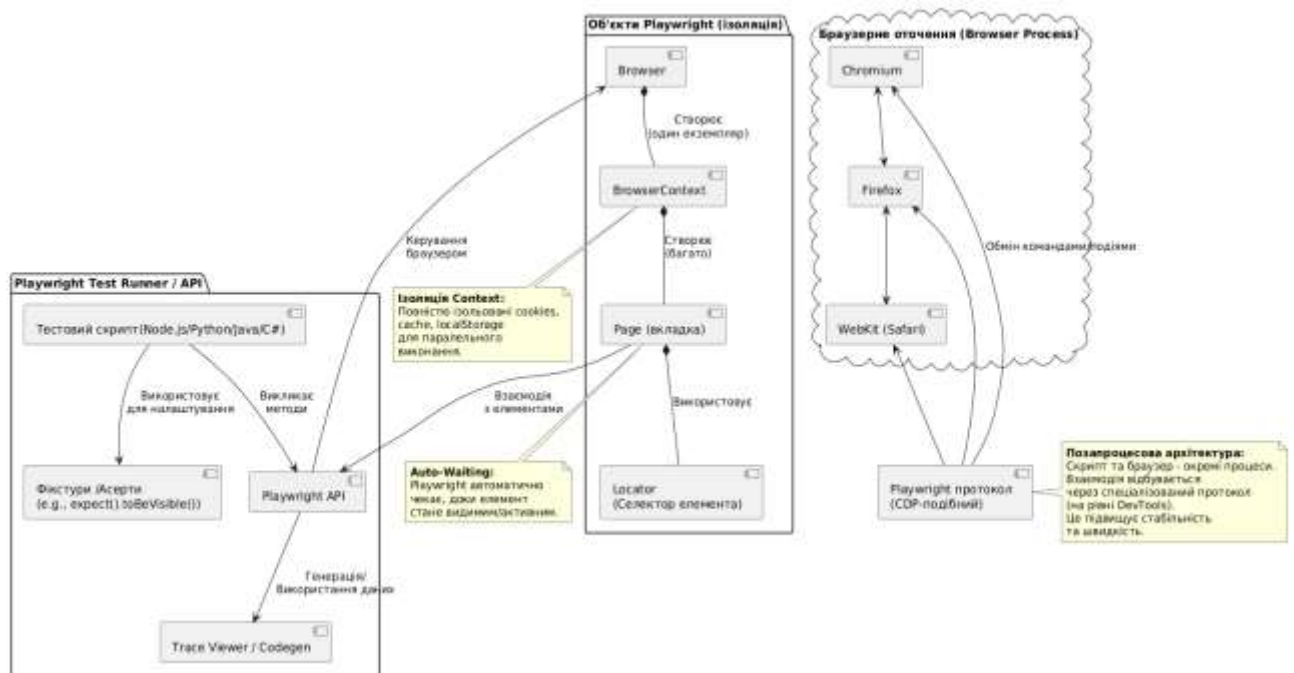 Об'єкти Playwright (ізоляція)
Browser
Створює
(один екземпляр)
BrowserContext
Створює
(багато)
Page (вкладка)
Використовує
Locator
(Селектор елемента)
Браузерне оточення (Browser Process)
Chromium
Firefox
WebKit (Safari)
Обмін командами/подіями
Playwright протокол
(CDP-подібний)
Позапроцесова архітектура:
Скрипт та браузер - окремі процеси.
Взаємодія відбувається
через спеціалізований протокол
(на рівні DevTools).
Це підвищує стабільність
та швидкість.
Керування
браузером
Ізоляція Context:
Повністю ізольовані cookies,
cache, localStorage
для паралельного
виконання.
Взаємодія
з елементами
Auto-Waiting:
Playwright автоматично
чекає, доки елемент
стане видимим/активним.
Playwright Test Runner / API
Тестовий скрипт(Node.js/Python/Java/C#)
Використовує
для налаштування
Викликає
методи
Фікстури /Асерти
(e.g., expect().toBeVisible())
Playwright API
Генерація/
Використання даних
Trace Viewer / Codegen